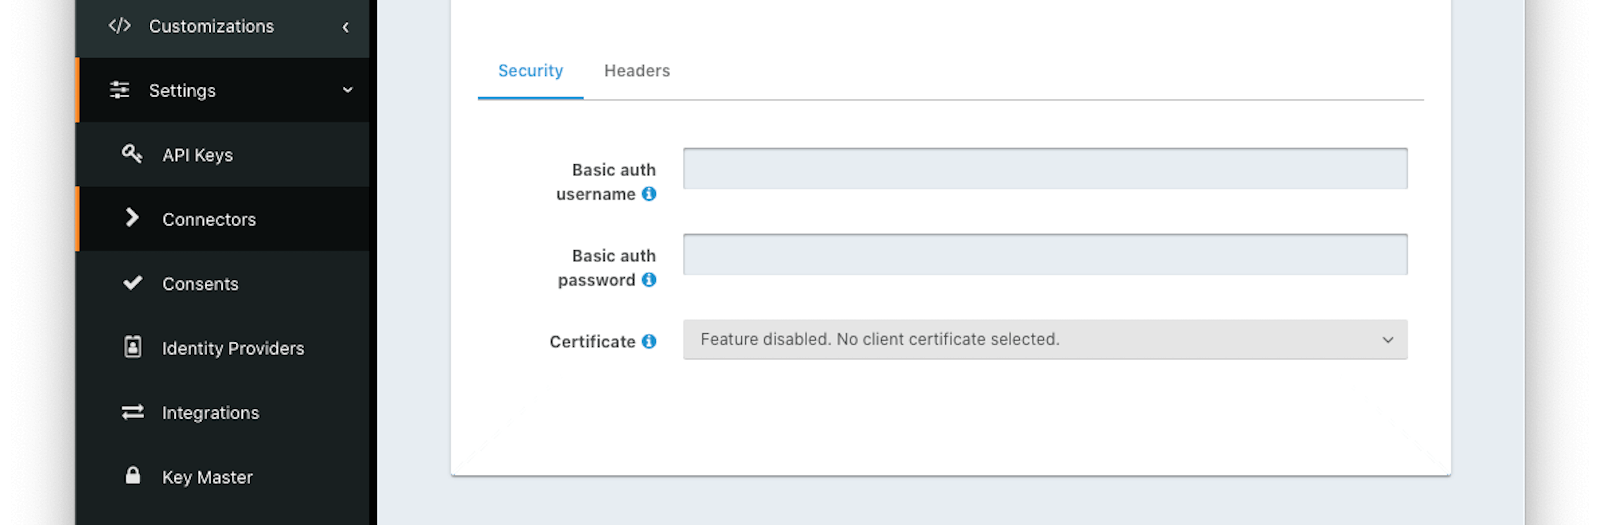 Customizations
Settings
API Keys
Connectors
Consents
Identity Providers
Integrations
Key Master
Security Headers
Basic auth
username
Basic auth
password
Certificate
Feature disabled. No client certificate selected.